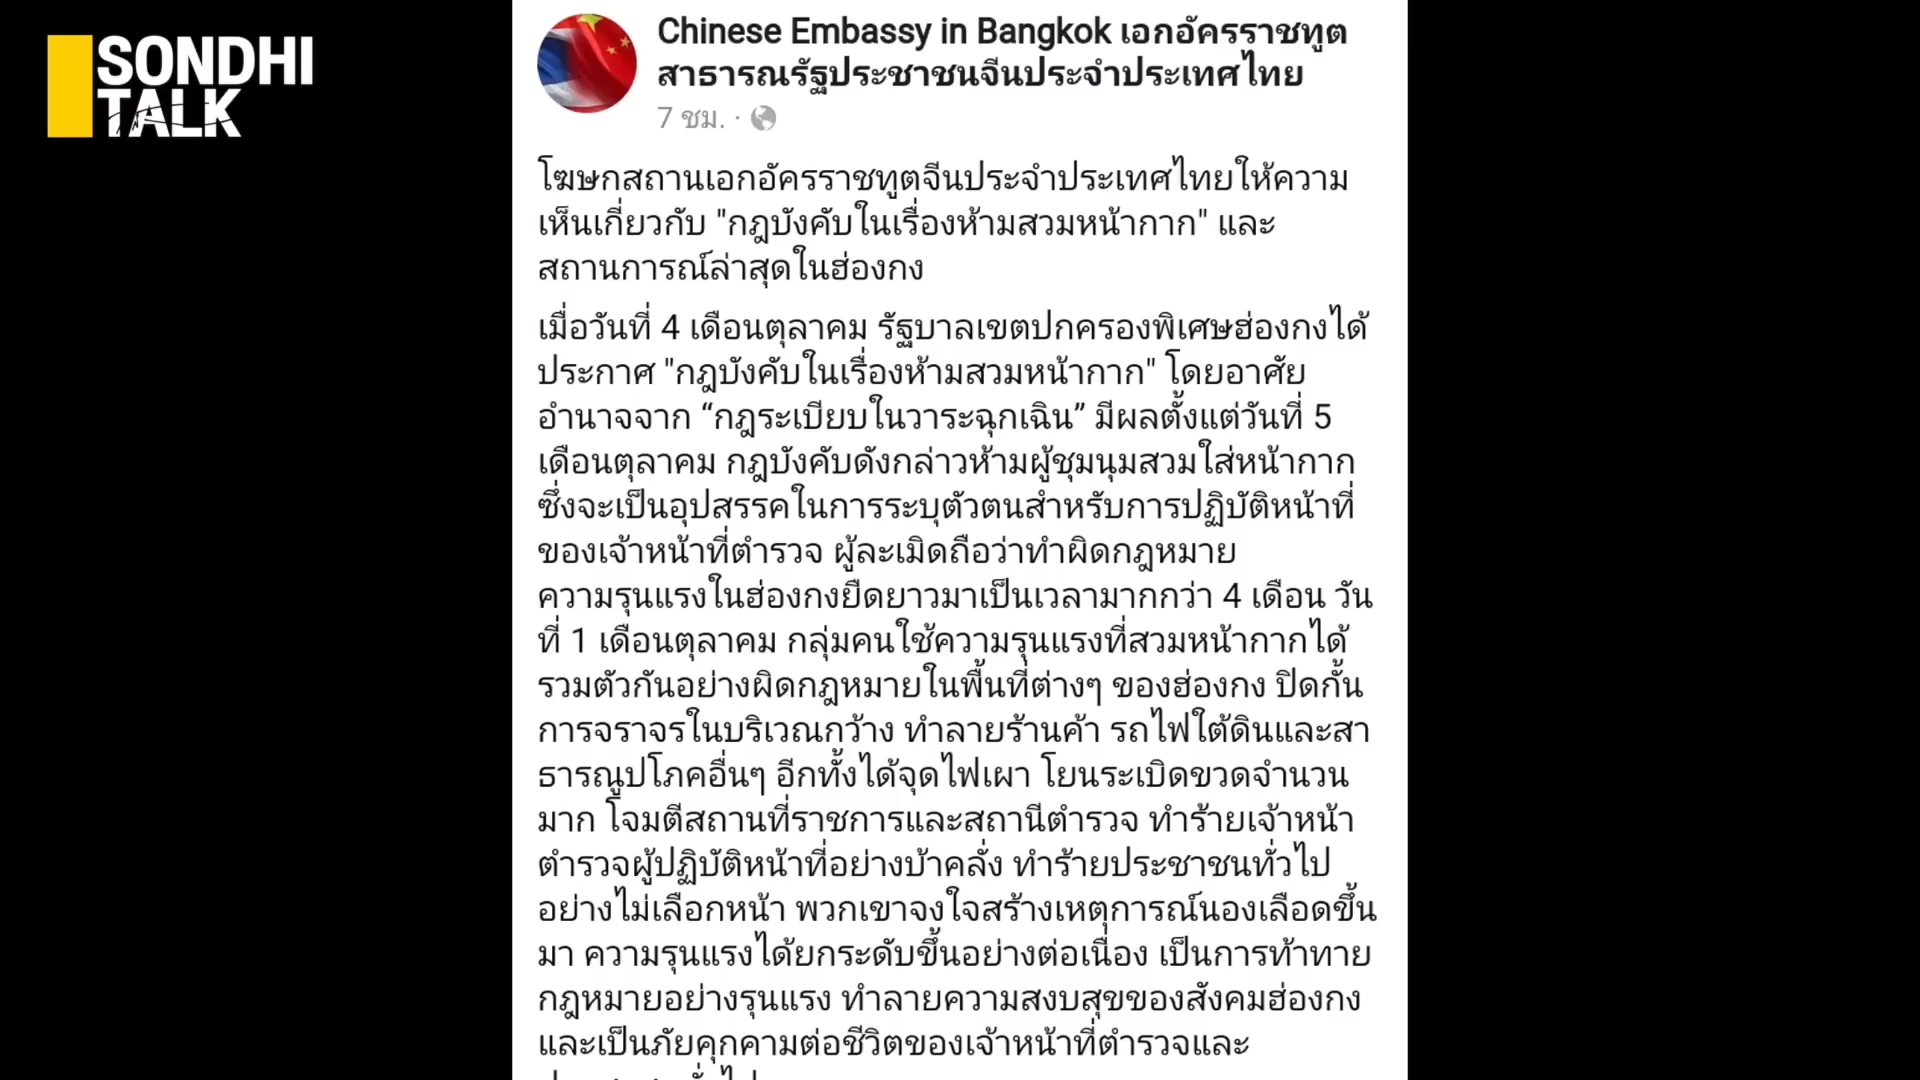 SONDHI
TALK
Chinese Embassy in Bangkok เอกอัครราชทูต
สาธารณรัฐประชาชนจีนประจำประเทศไทย
7 ชม. ·
โฆษกสถานเอกอัครราชทูตจีนประจำประเทศไทยให้ความ
เห็นเกี่ยวกับ "กฎบังคับในเรื่องห้ามสวมหน้ากาก" และ
สถานการณ์ล่าสุดในฮ่องกง
เมื่อวันที่ 4 เดือนตุลาคม รัฐบาลเขตปกครองพิเศษฮ่องกงได้
ประกาศ "กฎบังคับในเรื่องห้ามสวมหน้ากาก" โดยอาศัย
อำนาจจาก “กฎระเบียบในวาระฉุกเฉิน” มีผลตั้งแต่วันที่ 5
เดือนตุลาคม กฎบังคับดังกล่าวห้ามผู้ชุมนุมสวมใส่หน้ากาก
ซึ่งจะเป็นอุปสรรคในการระบุตัวตนสำหรับการปฏิบัติหน้าที่
ของเจ้าหน้าที่ตำรวจ ผู้ละเมิดถือว่าทำผิดกฎหมาย
ความรุนแรงในฮ่องกงยืดยาวมาเป็นเวลามากกว่า 4 เดือน วัน
ที่ 1 เดือนตุลาคม กลุ่มคนใช้ความรุนแรงที่สวมหน้ากากได้
รวมตัวกันอย่างผิดกฎหมายในพื้นที่ต่างๆ ของฮ่องกง ปิดกั้น
การจราจรในบริเวณกว้าง ทำลายร้านค้า รถไฟใต้ดินและสา
ธารณูปโภคอื่นๆ อีกทั้งได้จุดไฟเผา โยนระเบิดขวดจำนวน
มาก โจมตีสถานที่ราชการและสถานีตำรวจ ทำร้ายเจ้าหน้า
ตำรวจผู้ปฏิบัติหน้าที่อย่างบ้าคลั่ง ทำร้ายประชาชนทั่วไป
อย่างไม่เลือกหน้า พวกเขาจงใจสร้างเหตุการณ์นองเลือดขึ้น
มา ความรุนแรงได้ยกระดับขึ้นอย่างต่อเนื่อง เป็นการท้าทาย
กฎหมายอย่างรุนแรง ทำลายความสงบสุขของสังคมฮ่องกง
และเป็นภัยคุกคามต่อชีวิตของเจ้าหน้าที่ตำรวจและ